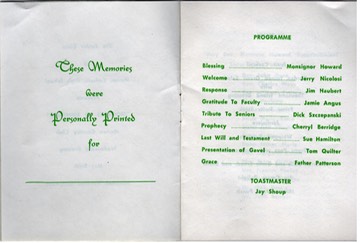 These Memories
were
Personally Printed
for
PROGRAMME
Blessing Monsignor Howard
Welcome Jerry Nicolosi
Response Jim Heubert
Gratitude To Faculty Jamie Angus
Tribute To Seniors Dick Szczepanski
Prophecy Cherryl Berridge
Last Will and Testament Sue Hamilton
Presentation of Gavel Tom Quilter
Grace Father Patterson
TOASTMASTER
Jay Shoup